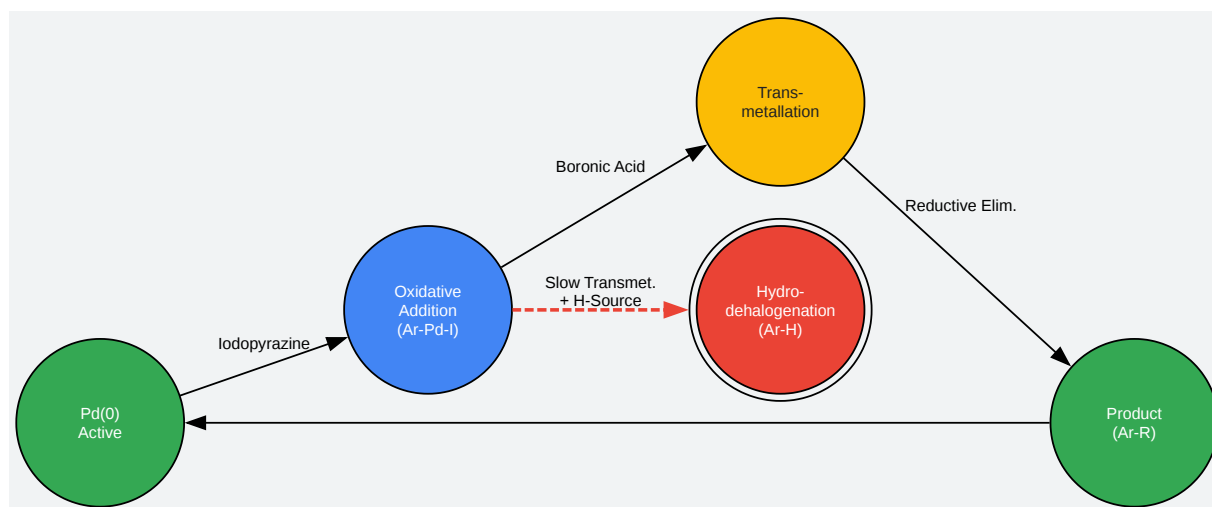 Trans-
metallation
Boronic Acid
Reductive Elim.
Oxidative
Addition
(Ar-Pd-I)
Slow Transmet.
+ H-Source
Hydro-
dehalogenation
(Ar-H)
Iodopyrazine
Pd(0)
Active
Product
(Ar-R)